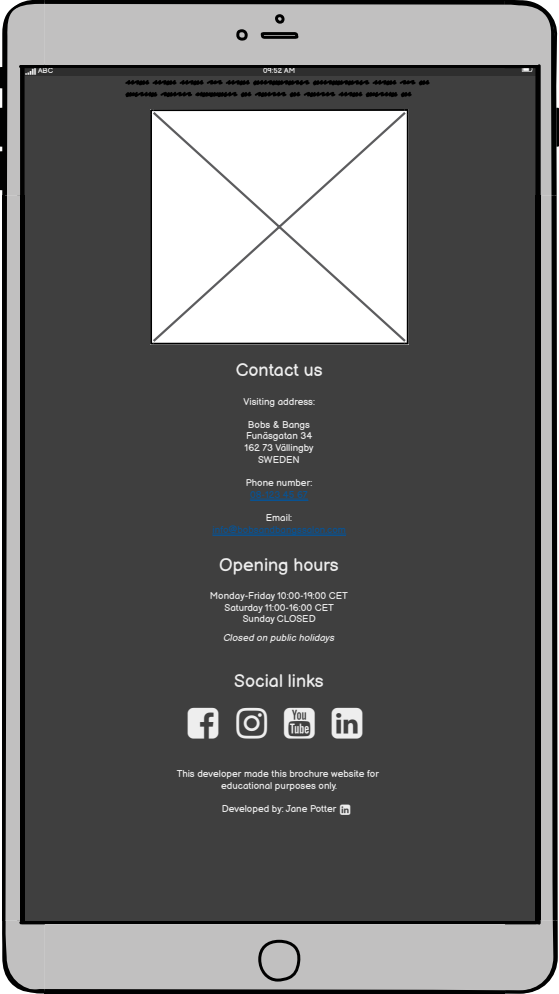 ABC
09:52 AM
Contact us
Visiting address:
Bobs & Bangs
Funäsgatan 34
162 73 Vällingby
SWEDEN
Phone number:
Email:
Opening hours
Monday-Friday 10:00-19:00 CET
Saturday 11:00-16:00 CET
Sunday CLOSED
Closed on public holidays
Social links
You
Tube
in
This developer made this brochure website for
educational purposes only.
Developed by: Jane Potter in